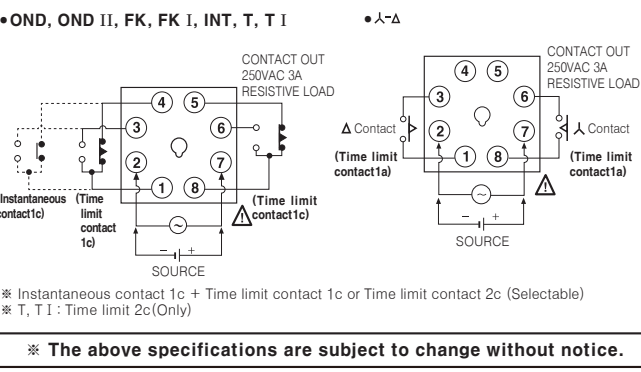 •OND, OND II, FK, FK I, INT, T, T I
•⅄-Δ
CONTACT OUT
250VAC 3A
RESISTIVE LOAD
4 5
3 6
2 7
1 8
Instantaneous
contact1c)
(Time
limit
contact
1c)
(Time limit
contact1c)
~
− +
SOURCE
CONTACT OUT
250VAC 3A
RESISTIVE LOAD
4 5
3 6
2 7
1 8
Δ Contact
(Time limit
contact1a)
⅄ Contact
(Time limit
contact1a)
~
− +
SOURCE
※ Instantaneous contact 1c + Time limit contact 1c or Time limit contact 2c (Selectable)
※ T, T I : Time limit 2c(Only)
※ The above specifications are subject to change without notice.